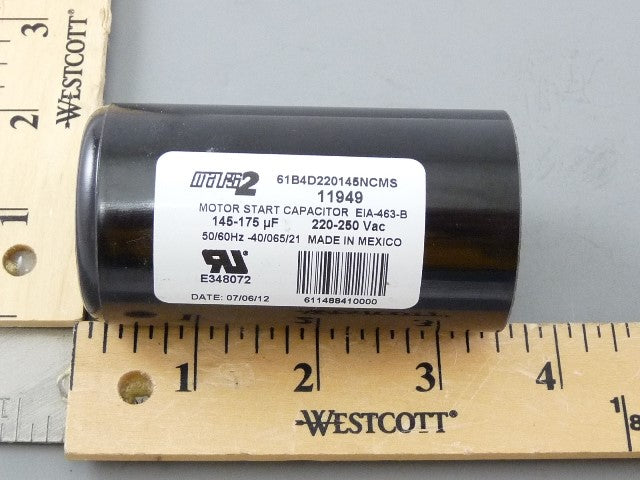 3
2
WESTCOTT®
MARS2 61B4D220145NCMS
11949
MOTOR START CAPACITOR EIA-463-B
145-175 µF 220-250 Vac
50/60Hz -40/065/21 MADE IN MEXICO
E348072
DATE: 07/06/12
611488410000
1 2 3 4
WESTCOTT®
1